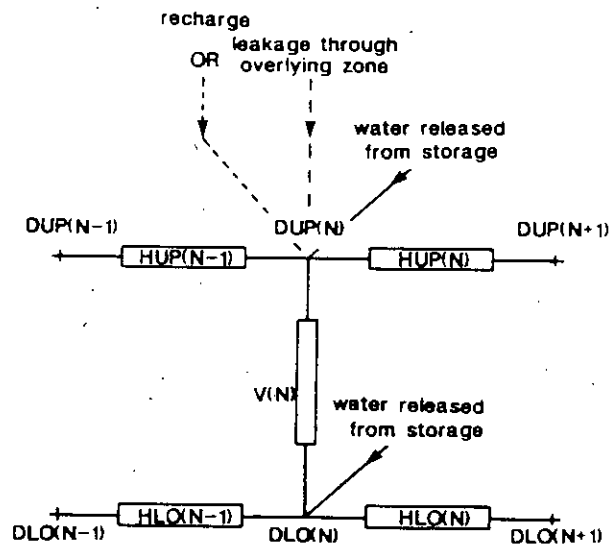 recharge
OR
leakage through
overlying zone
water released
from storage
DUP(N-1)
DUP(N)
DUP(N+1)
HUP(N-1)
HUP(N)
V(N)
water released
from storage
HLO(N-1)
HLO(N)
DLO(N-1)
DLO(N)
DLO(N+1)